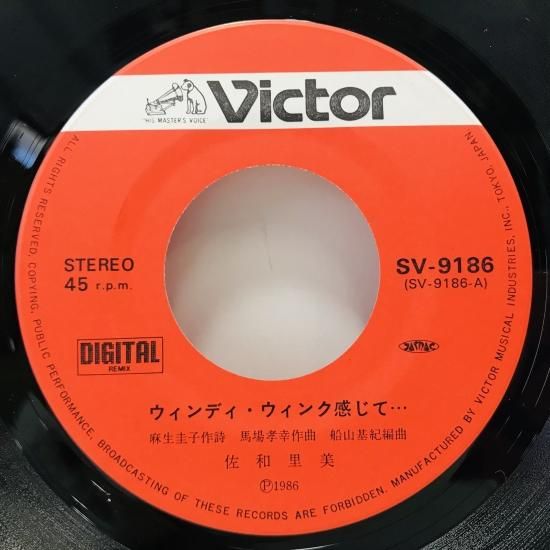 Victor
"HIS MASTER'S VOICE"
STEREO
45 r.p.m.
SV-9186
(SV-9186-A)
DIGITAL
REMIX
JASRAC
ウィンディ・ウィンク感じて…
麻生圭子作詩 馬場孝幸作曲 船山基紀編曲
佐和里美
Ⓟ1986
ALL RIGHTS RESERVED. COPYING, PUBLIC PERFORMANCE, BROADCASTING OF THESE RECORDS ARE FORBIDDEN. MANUFACTURED BY VICTOR MUSICAL INDUSTRIES, INC., TOKYO, JAPAN.